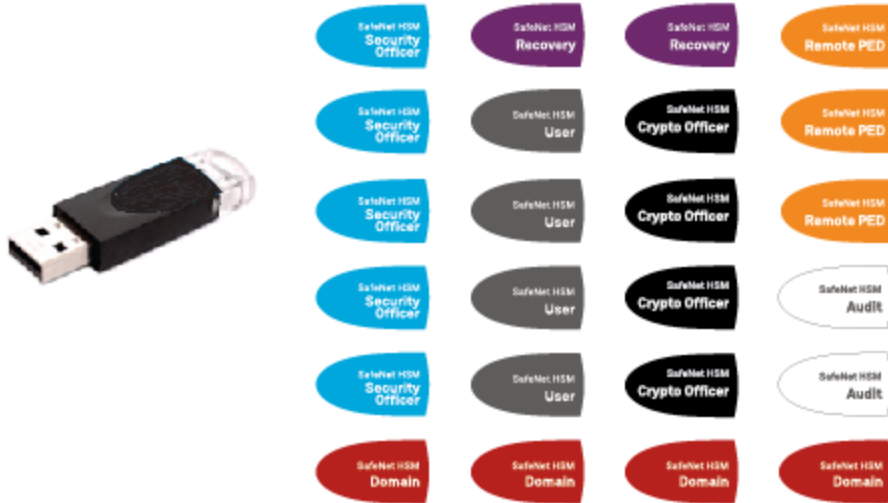 SafeNet HSM
Security
Officer
SafeNet HSM
Recovery
SafeNet HSM
Recovery
SafeNet HSM
Remote PED
SafeNet HSM
Security
Officer
SafeNet HSM
User
SafeNet HSM
Crypto Officer
SafeNet HSM
Remote PED
SafeNet HSM
Security
Officer
SafeNet HSM
User
SafeNet HSM
Crypto Officer
SafeNet HSM
Remote PED
SafeNet HSM
Security
Officer
SafeNet HSM
User
SafeNet HSM
Crypto Officer
SafeNet HSM
Audit
SafeNet HSM
Security
Officer
SafeNet HSM
User
SafeNet HSM
Crypto Officer
SafeNet HSM
Audit
SafeNet HSM
Domain
SafeNet HSM
Domain
SafeNet HSM
Domain
SafeNet HSM
Domain